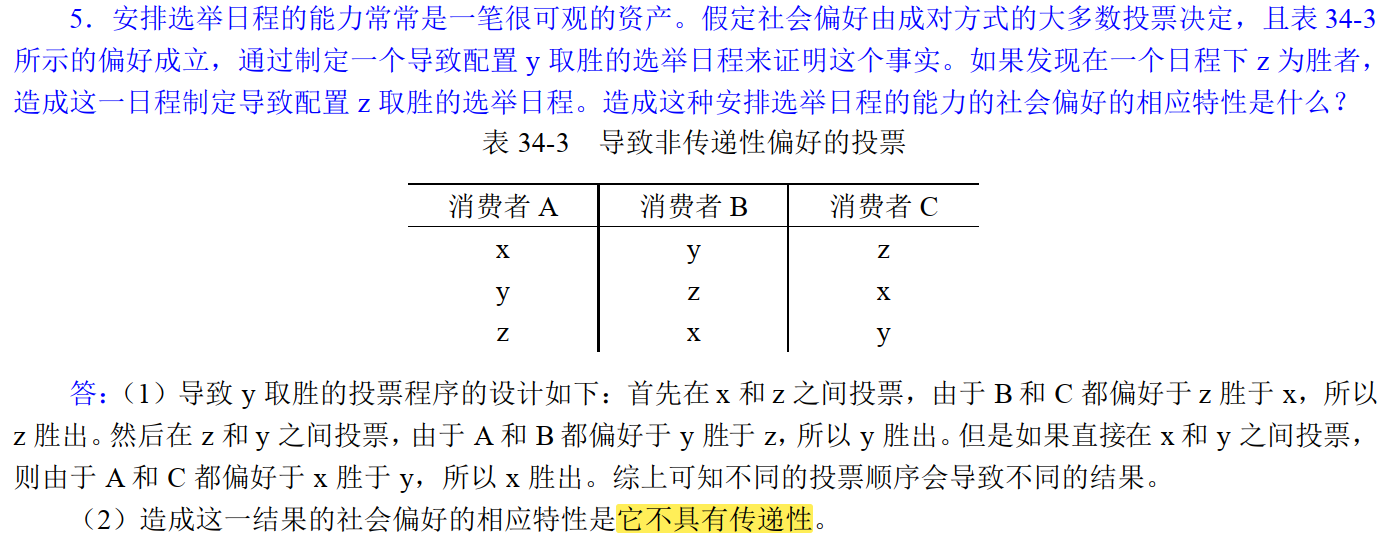 5．安排选举日程的能力常常是一笔很可观的资产。假定社会偏好由成对方式的大多数投票决定，且表 34-3
所示的偏好成立，通过制定一个导致配置 y 取胜的选举日程来证明这个事实。如果发现在一个日程下 z 为胜者，
造成这一日程制定导致配置 z 取胜的选举日程。造成这种安排选举日程的能力的社会偏好的相应特性是什么？
表 34-3　导致非传递性偏好的投票
消费者 A　消费者 B　消费者 C
x　y　z
y　z　x
z　x　y
答：（1）导致 y 取胜的投票程序的设计如下：首先在 x 和 z 之间投票，由于 B 和 C 都偏好于 z 胜于 x，所以
z 胜出。然后在 z 和 y 之间投票，由于 A 和 B 都偏好于 y 胜于 z，所以 y 胜出。但是如果直接在 x 和 y 之间投票，
则由于 A 和 C 都偏好于 x 胜于 y，所以 x 胜出。综上可知不同的投票顺序会导致不同的结果。
（2）造成这一结果的社会偏好的相应特性是它不具有传递性。